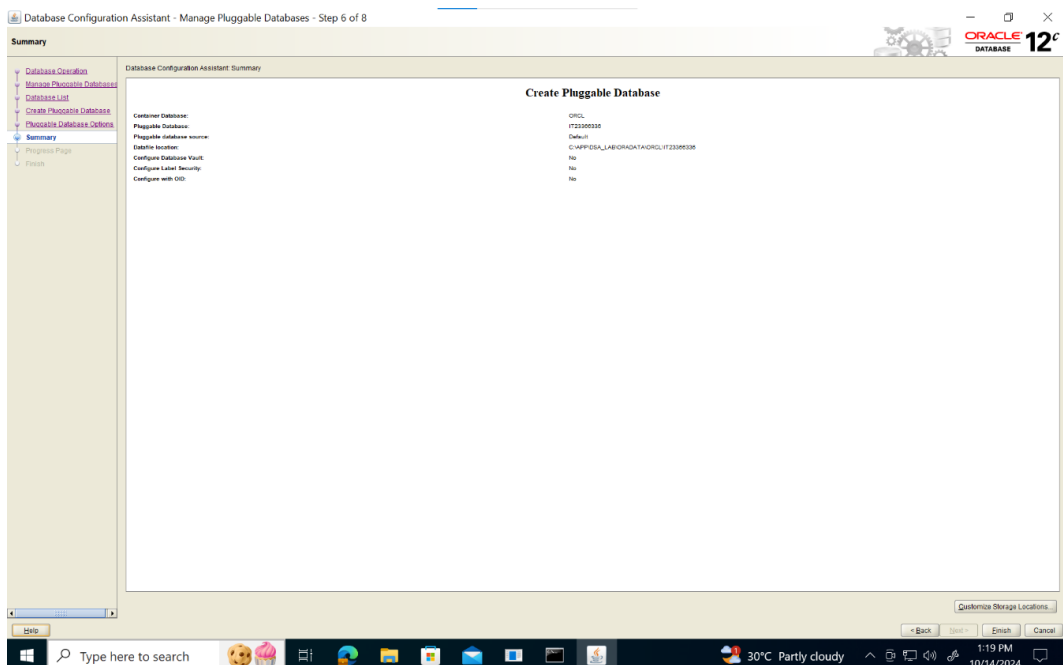 Database Configuration Assistant - Manage Pluggable Databases - Step 6 of 8
Summary
ORACLE 12c
DATABASE
Database Operation
Manage Pluggable Databases
Database List
Create Pluggable Database
Pluggable Database Options
Summary
Progress Page
Finish
Database Configuration Assistant: Summary
Create Pluggable Database
Container Database: ORCL
Pluggable Database: IT23366336
Pluggable database source: Default
Datafile location: C:\APP\DSA_LAB\ORADATA\ORCL\IT23366336
Configure Database Vault: No
Configure Label Security: No
Configure with OID: No
Customize Storage Locations...
Help
< Back
Next >
Finish
Cancel
Type here to search
30°C Partly cloudy
1:19 PM
10/14/2024